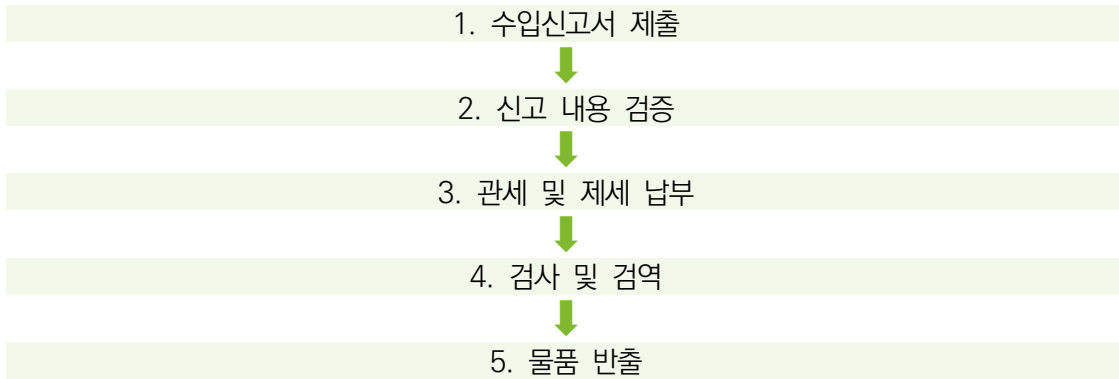 1. 수입신고서 제출
2. 신고 내용 검증
3. 관세 및 제세 납부
4. 검사 및 검역
5. 물품 반출